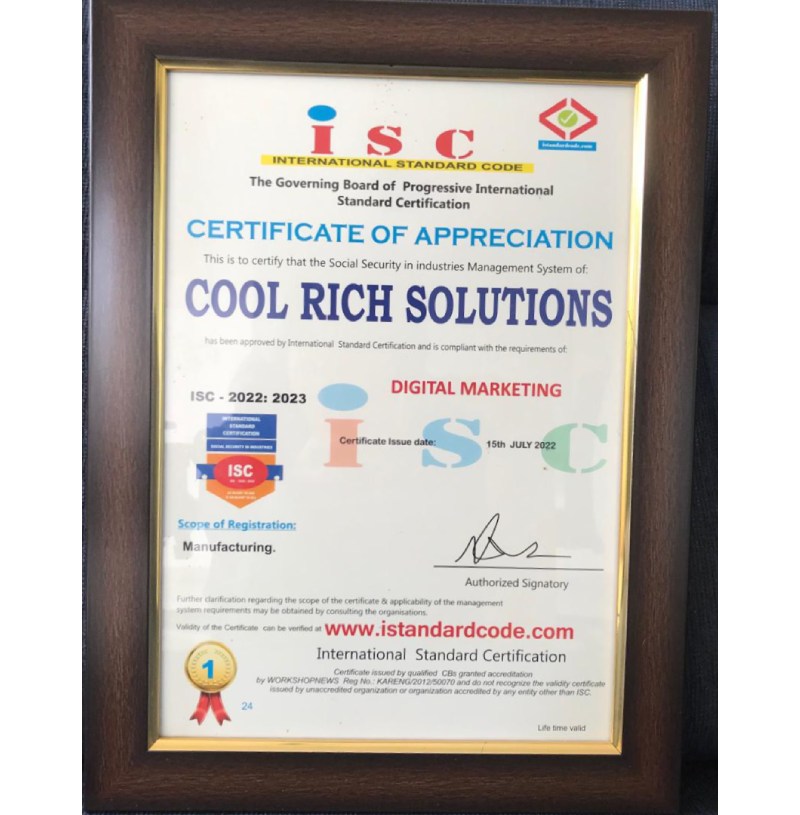 isc
INTERNATIONAL STANDARD CODE
istandardcode.com
The Governing Board of Progressive International
Standard Certification
CERTIFICATE OF APPRECIATION
This is to certify that the Social Security in industries Management System of:
COOL RICH SOLUTIONS
has been approved by International Standard Certification and is compliant with the requirements of:
DIGITAL MARKETING
ISC - 2022: 2023
isc
INTERNATIONAL
STANDARD
CERTIFICATION
SOCIAL SECURITY IN INDUSTRIES
ISC
Certificate Issue date: 15th JULY 2022
Scope of Registration:
Manufacturing.
Authorized Signatory
Further clarification regarding the scope of the certificate & applicability of the management
system requirements may be obtained by consulting the organisations.
Validity of the Certificate can be verified at www.istandardcode.com
International Standard Certification
Certificate issued by qualified CBs granted accreditation
by WORKSHOPNEWS Reg No.: KARENG/2012/50070 and do not recognize the validity certificate
issued by unaccredited organization or organization accredited by any entity other than ISC.
1
24
Life time valid